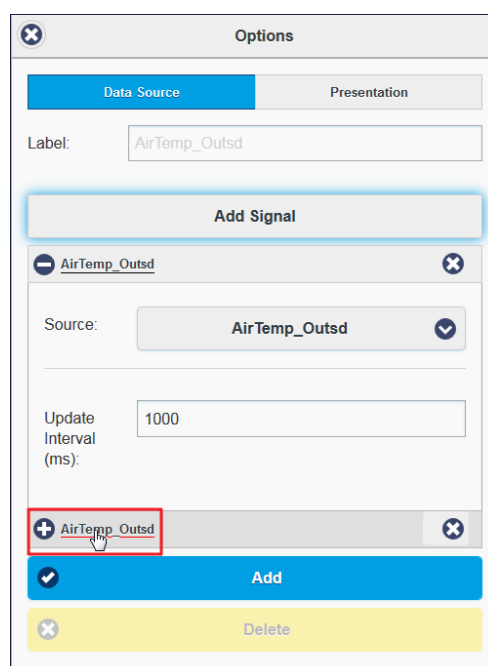 Options
Data Source Presentation
Label: AirTemp_Outsd
Add Signal
AirTemp_Outsd
Source: AirTemp_Outsd
Update
Interval
(ms):
1000
AirTemp_Outsd
Add
Delete